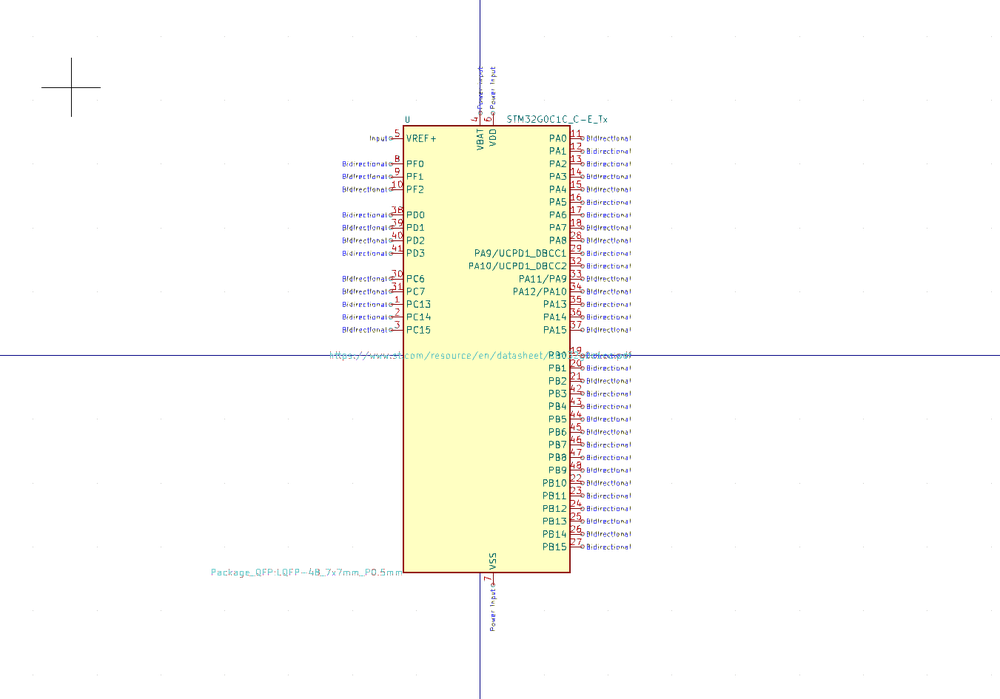 Power Input
Power Input
U
STM32G0C1C_C-E_Tx
4 VBAT
6 VDD
Input 5 VREF+
PA0 11 Bidirectional
PA1 12 Bidirectional
Bidirectional 8 PF0
PA2 13 Bidirectional
Bidirectional 9 PF1
PA3 14 Bidirectional
Bidirectional 10 PF2
PA4 15 Bidirectional
PA5 16 Bidirectional
Bidirectional 38 PD0
PA6 17 Bidirectional
Bidirectional 39 PD1
PA7 18 Bidirectional
Bidirectional 40 PD2
PA8 28 Bidirectional
Bidirectional 41 PD3
PA9/UCPD1_DBCC1 29 Bidirectional
PA10/UCPD1_DBCC2 32 Bidirectional
Bidirectional 30 PC6
PA11/PA9 33 Bidirectional
Bidirectional 31 PC7
PA12/PA10 34 Bidirectional
Bidirectional 1 PC13
PA13 35 Bidirectional
Bidirectional 2 PC14
PA14 36 Bidirectional
Bidirectional 3 PC15
PA15 37 Bidirectional
https://www.st.com/resource/en/datasheet/
PB0 19 Bidirectional
PB1 20 Bidirectional
PB2 21 Bidirectional
PB3 42 Bidirectional
PB4 43 Bidirectional
PB5 44 Bidirectional
PB6 45 Bidirectional
PB7 46 Bidirectional
PB8 47 Bidirectional
PB9 48 Bidirectional
PB10 22 Bidirectional
PB11 23 Bidirectional
PB12 24 Bidirectional
PB13 25 Bidirectional
PB14 26 Bidirectional
PB15 27 Bidirectional
VSS 7
Package_QFP:LQFP-48_7x7mm_P0.5mm
Power Input